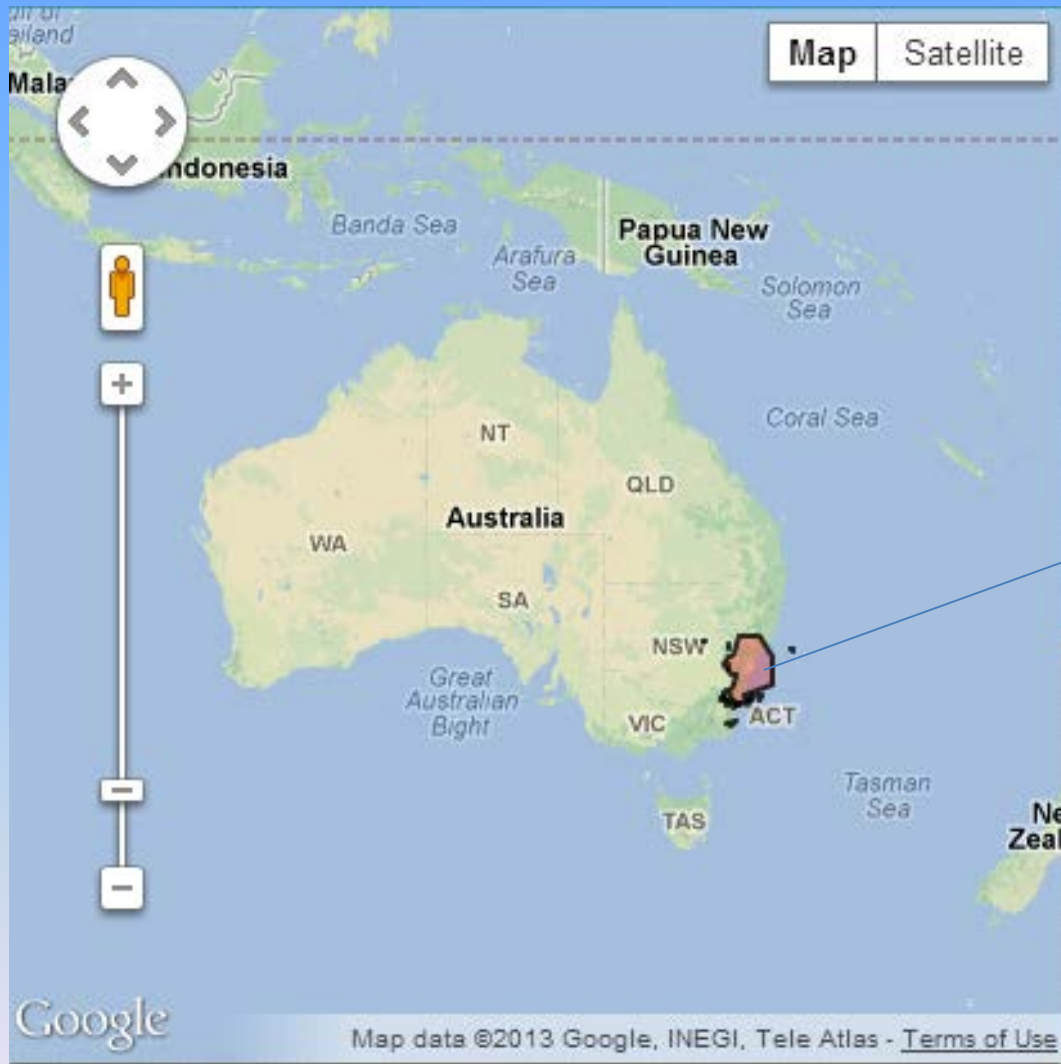 Map Satellite
Indonesia
Banda Sea
Papua New
Guinea
Arafura
Sea
Solomon
Sea
Coral Sea
NT
QLD
Australia
WA
SA
NSW
Great
Australian
Bight
VIC
ACT
Tasman
Sea
TAS
Google
Map data ©2013 Google, INEGI, Tele Atlas - Terms of Use